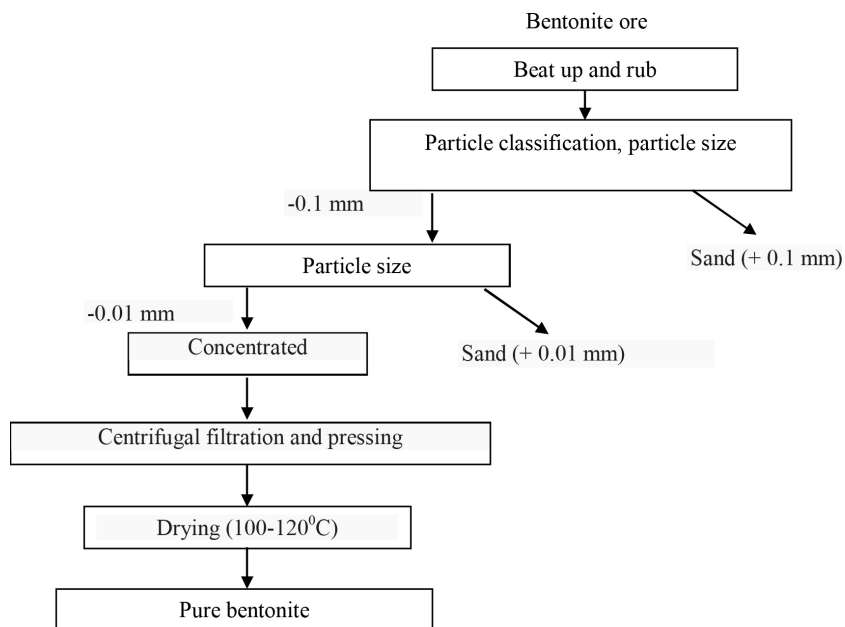 Bentonite ore
Beat up and rub
Particle classification, particle size
-0.1 mm
Sand (+ 0.1 mm)
Particle size
-0.01 mm
Sand (+ 0.01 mm)
Concentrated
Centrifugal filtration and pressing
Drying (100-120⁰C)
Pure bentonite